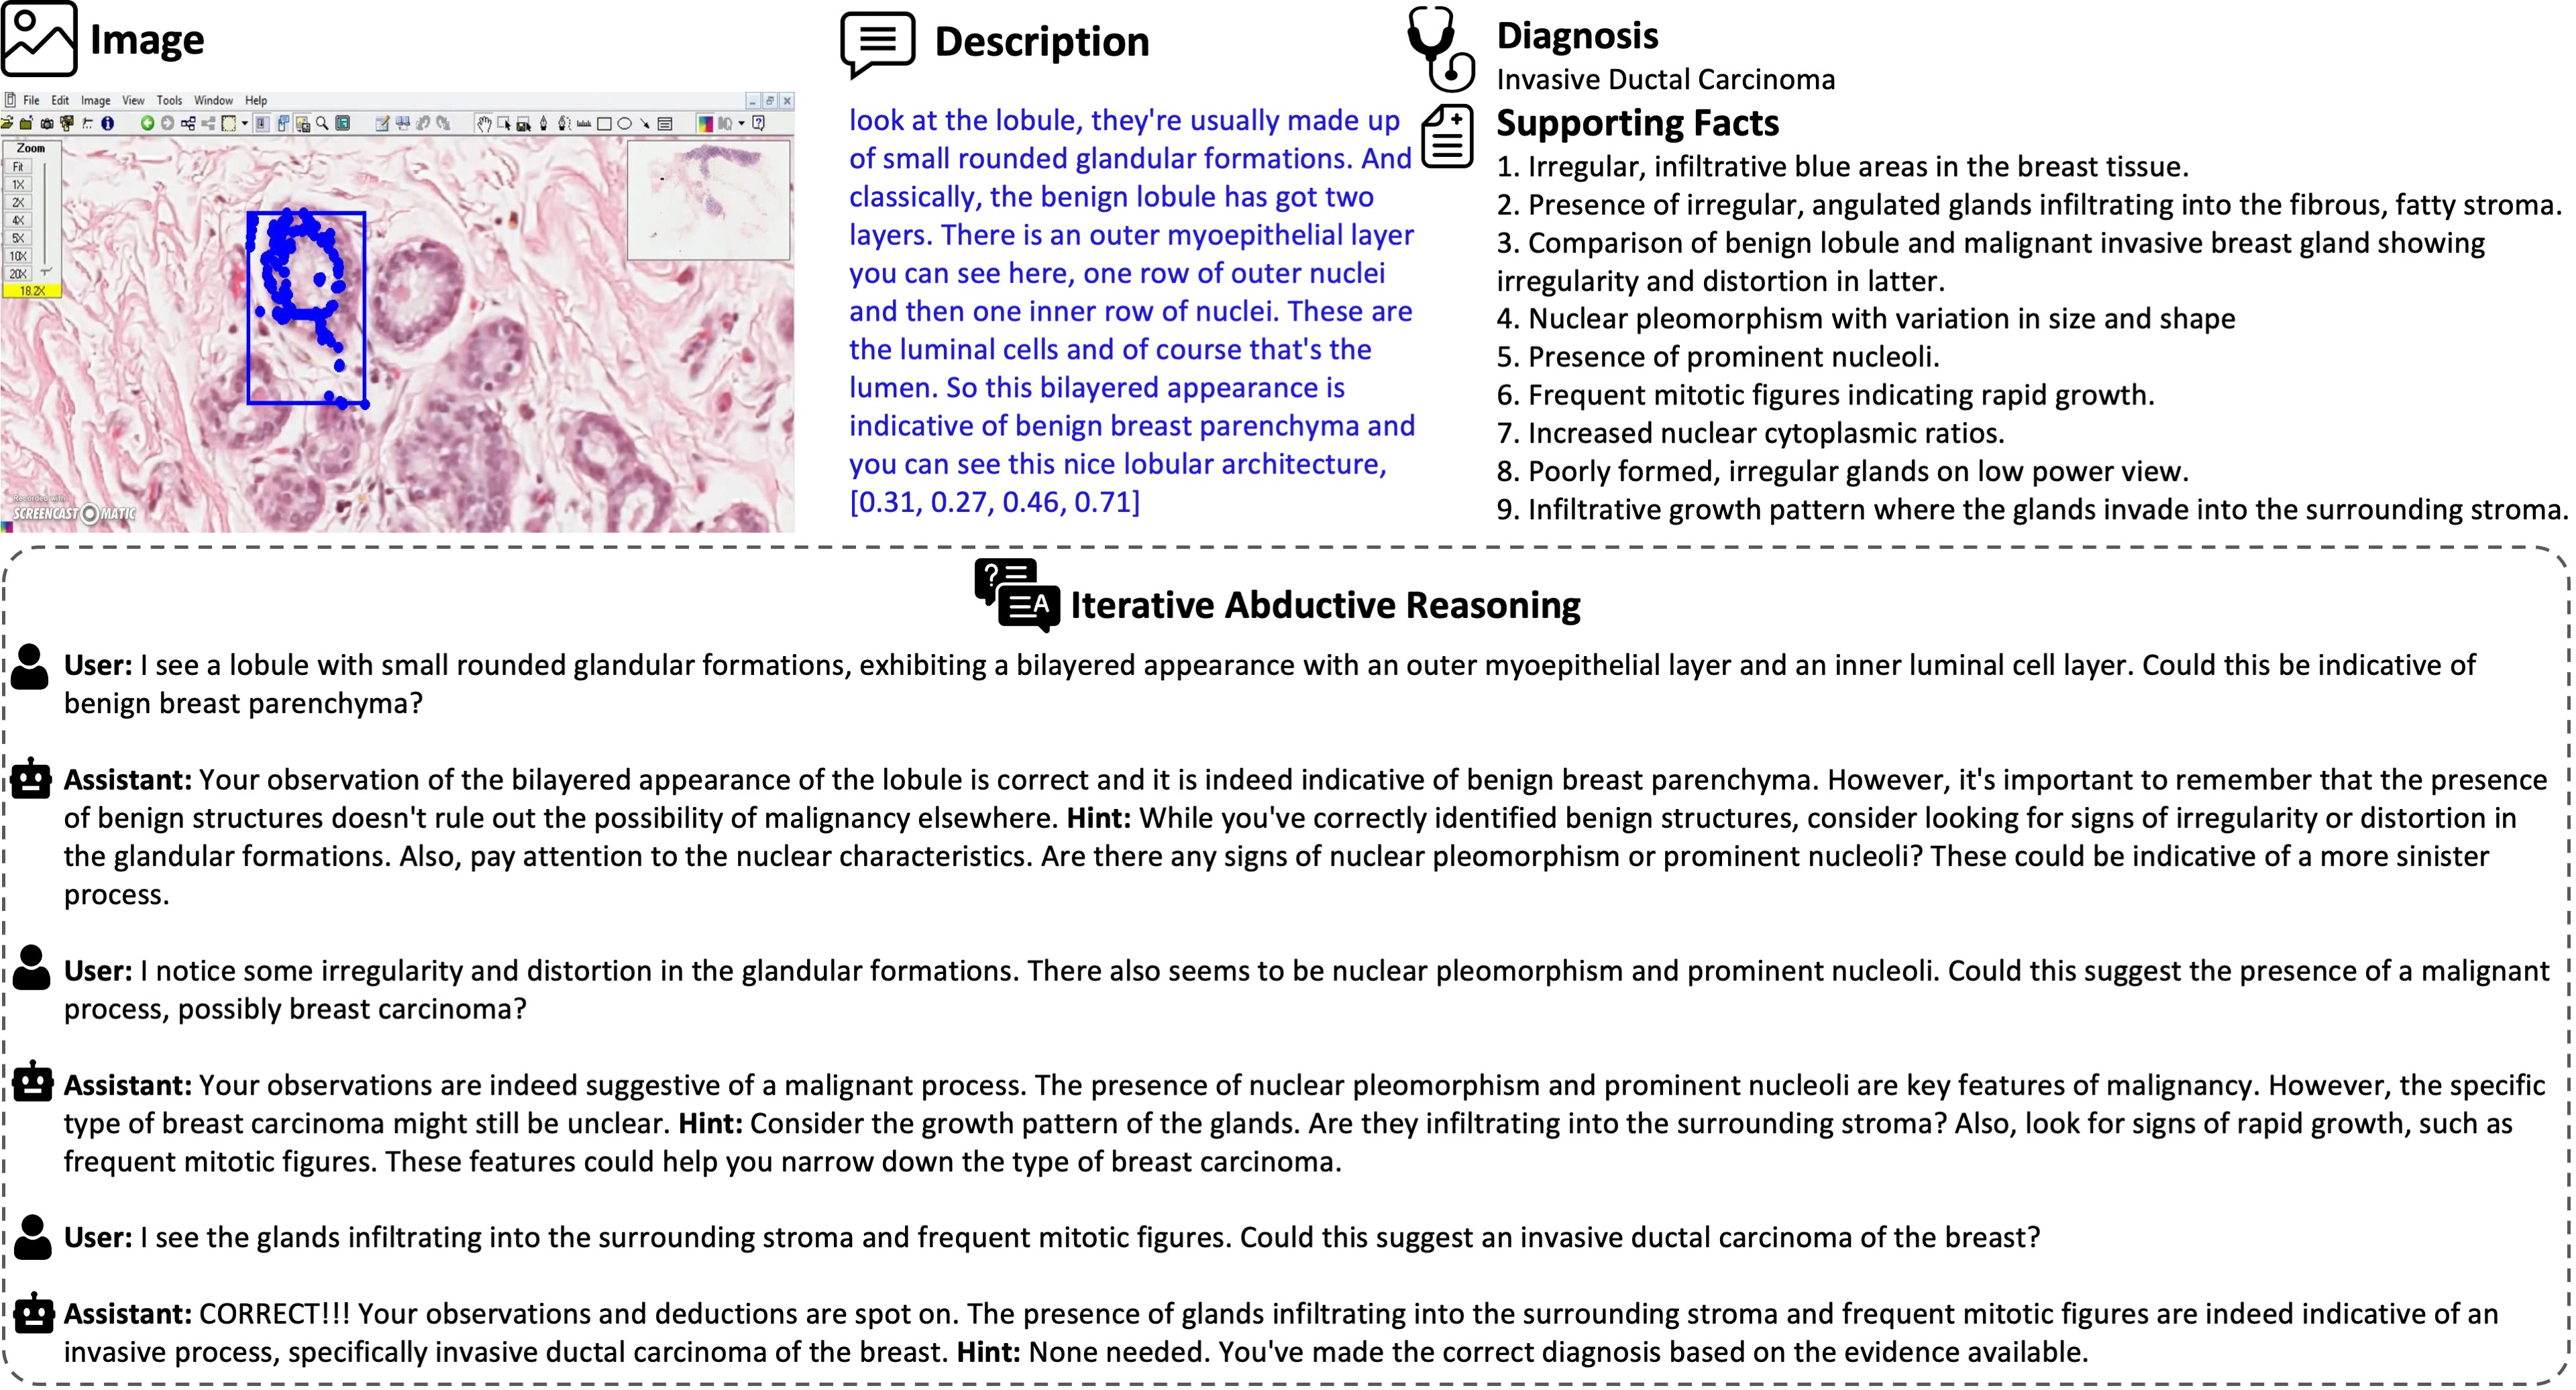 Image
File Edit Image View Tools Window Help
Zoom
Fit
1X
2X
4X
5X
10X
20X
18.2X
Recorded with
SCREENCAST O MATIC
Description
look at the lobule, they're usually made up
of small rounded glandular formations. And
classically, the benign lobule has got two
layers. There is an outer myoepithelial layer
you can see here, one row of outer nuclei
and then one inner row of nuclei. These are
the luminal cells and of course that's the
lumen. So this bilayered appearance is
indicative of benign breast parenchyma and
you can see this nice lobular architecture,
[0.31, 0.27, 0.46, 0.71]
Diagnosis
Invasive Ductal Carcinoma
Supporting Facts
1. Irregular, infiltrative blue areas in the breast tissue.
2. Presence of irregular, angulated glands infiltrating into the fibrous, fatty stroma.
3. Comparison of benign lobule and malignant invasive breast gland showing
irregularity and distortion in latter.
4. Nuclear pleomorphism with variation in size and shape
5. Presence of prominent nucleoli.
6. Frequent mitotic figures indicating rapid growth.
7. Increased nuclear cytoplasmic ratios.
8. Poorly formed, irregular glands on low power view.
9. Infiltrative growth pattern where the glands invade into the surrounding stroma.
Iterative Abductive Reasoning
User: I see a lobule with small rounded glandular formations, exhibiting a bilayered appearance with an outer myoepithelial layer and an inner luminal cell layer. Could this be indicative of
benign breast parenchyma?
Assistant: Your observation of the bilayered appearance of the lobule is correct and it is indeed indicative of benign breast parenchyma. However, it's important to remember that the presence
of benign structures doesn't rule out the possibility of malignancy elsewhere. Hint: While you've correctly identified benign structures, consider looking for signs of irregularity or distortion in
the glandular formations. Also, pay attention to the nuclear characteristics. Are there any signs of nuclear pleomorphism or prominent nucleoli? These could be indicative of a more sinister
process.
User: I notice some irregularity and distortion in the glandular formations. There also seems to be nuclear pleomorphism and prominent nucleoli. Could this suggest the presence of a malignant
process, possibly breast carcinoma?
Assistant: Your observations are indeed suggestive of a malignant process. The presence of nuclear pleomorphism and prominent nucleoli are key features of malignancy. However, the specific
type of breast carcinoma might still be unclear. Hint: Consider the growth pattern of the glands. Are they infiltrating into the surrounding stroma? Also, look for signs of rapid growth, such as
frequent mitotic figures. These features could help you narrow down the type of breast carcinoma.
User: I see the glands infiltrating into the surrounding stroma and frequent mitotic figures. Could this suggest an invasive ductal carcinoma of the breast?
Assistant: CORRECT!!! Your observations and deductions are spot on. The presence of glands infiltrating into the surrounding stroma and frequent mitotic figures are indeed indicative of an
invasive process, specifically invasive ductal carcinoma of the breast. Hint: None needed. You've made the correct diagnosis based on the evidence available.